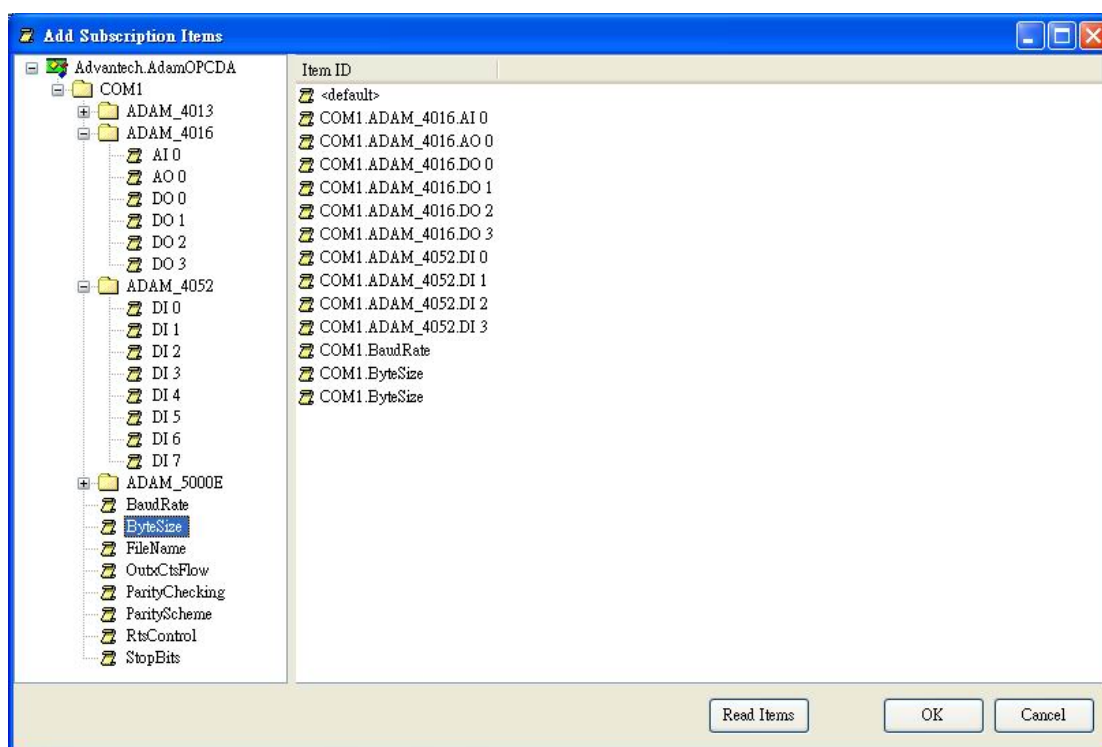 Add Subscription Items
Advantech.AdamOPCDA
COM1
ADAM_4013
ADAM_4016
AI 0
AO 0
DO 0
DO 1
DO 2
DO 3
ADAM_4052
DI 0
DI 1
DI 2
DI 3
DI 4
DI 5
DI 6
DI 7
ADAM_5000E
BaudRate
ByteSize
FileName
OutxCtsFlow
ParityChecking
ParityScheme
RtsControl
StopBits
Item ID
<default>
COM1.ADAM_4016.AI 0
COM1.ADAM_4016.AO 0
COM1.ADAM_4016.DO 0
COM1.ADAM_4016.DO 1
COM1.ADAM_4016.DO 2
COM1.ADAM_4016.DO 3
COM1.ADAM_4052.DI 0
COM1.ADAM_4052.DI 1
COM1.ADAM_4052.DI 2
COM1.ADAM_4052.DI 3
COM1.BaudRate
COM1.ByteSize
COM1.ByteSize
Read Items
OK
Cancel